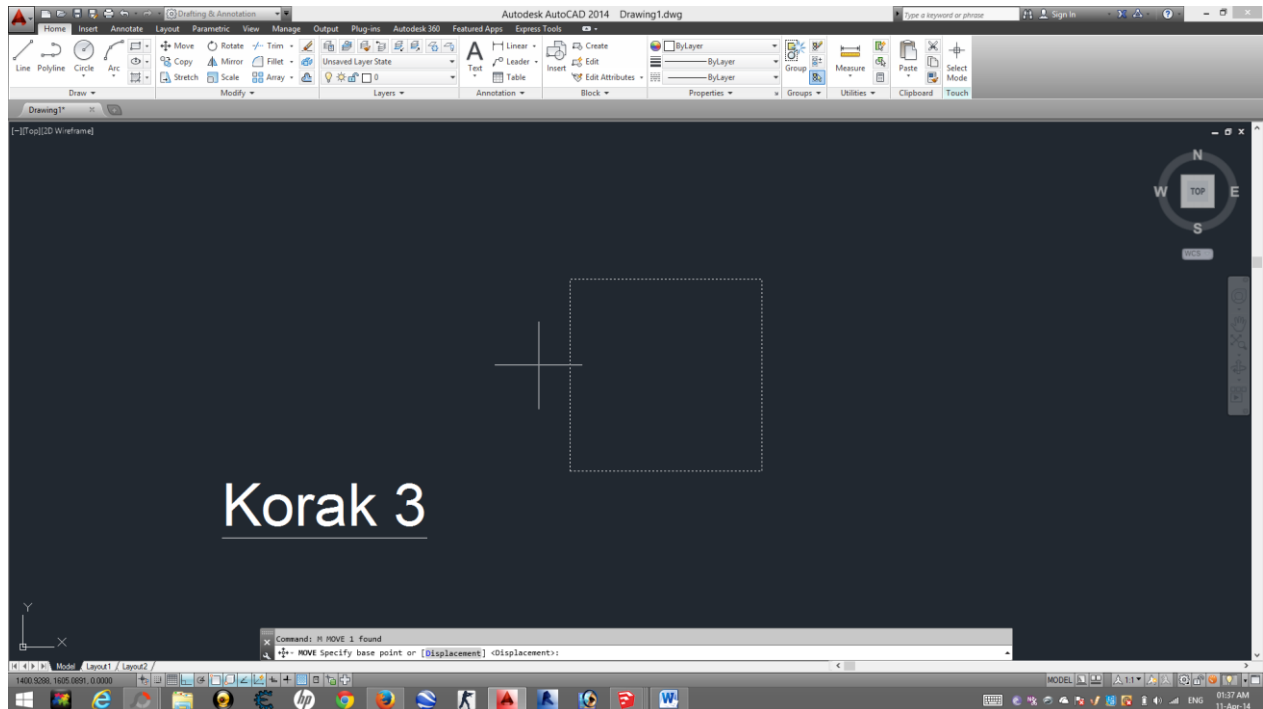 Drafting & Annotation
Autodesk AutoCAD 2014 Drawing1.dwg
Type a keyword or phrase
Sign In
Home Insert Annotate Layout Parametric View Manage Output Plug-ins Autodesk 360 Featured Apps Express Tools
Move Rotate Trim
Copy Mirror Fillet
Stretch Scale Array
Line Polyline Circle Arc
Unsaved Layer State
0
Text
Linear
Leader
Table
Insert
Create
Edit
Edit Attributes
ByLayer
ByLayer
ByLayer
Group
Measure
Paste
Select
Mode
Draw Modify Layers Annotation Block Properties Groups Utilities Clipboard Touch
Drawing1*
[−][Top][2D Wireframe]
N
W TOP E
S
WCS
Korak 3
Y
X
Command: M MOVE 1 found
MOVE Specify base point or [Displacement] <Displacement>:
Model Layout1 Layout2
1400.9288, 1605.0891, 0.0000
MODEL
1:1
hp
W
ENG
01:37 AM
11-Apr-14